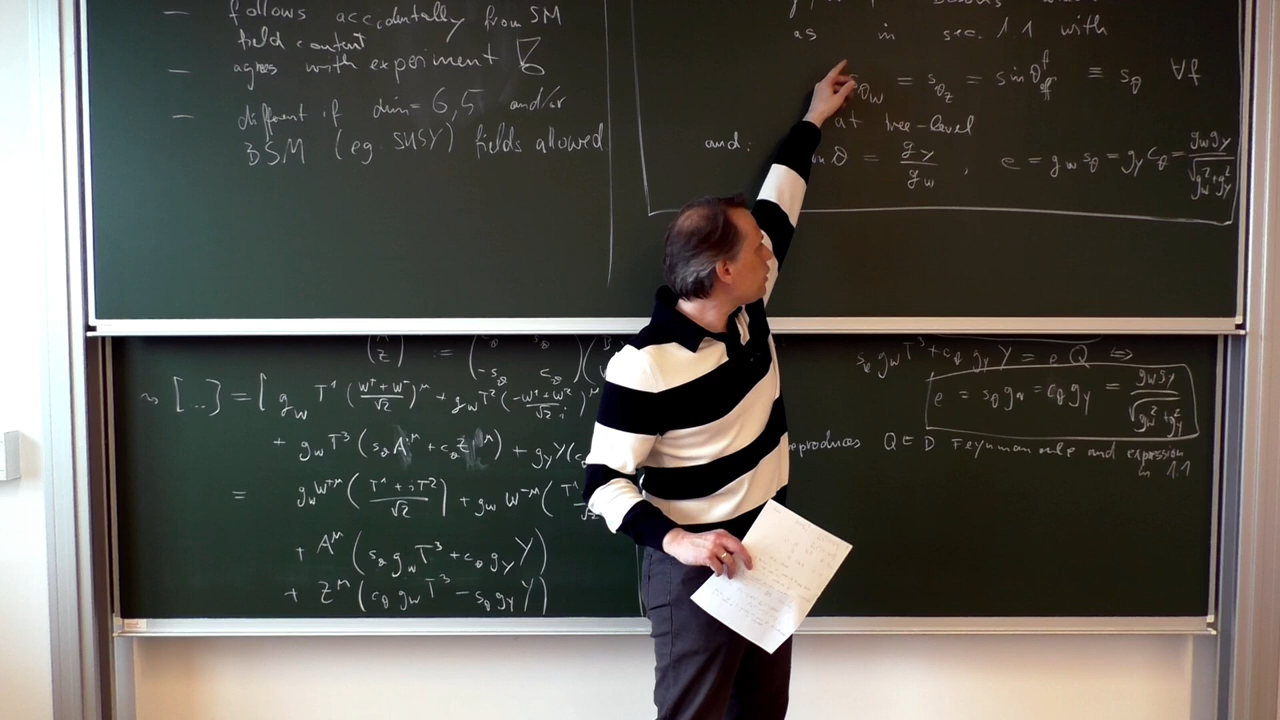 – follows accidentally from SM
field content
– agrees with experiment
– different if dim = 6,5 and/or
BSM (eg. SUSY) fields allowed
as in sec. 1.1 with
s_{θ_W} = s_{θ_Z} = sin θ^f_{eff} ≡ s_θ ∀f
at tree-level
and: θ = g_Y / g_W , e = g_W s_θ = g_Y c_θ = g_W g_Y / √(g_W^2 + g_Y^2)
(Z) := ( -s_θ c_θ ) (B
⤳ [...] = [ g_W T^1 ((W^+ + W^-)/√2)^μ + g_W T^2 ((-W^+ + W^-)/(√2 i))^μ
+ g_W T^3 (s_θ A^μ + c_θ Z^μ) + g_Y Y(c
= g_W W^{+μ} ((T^1 + iT^2)/√2) + g_W W^{-μ} (T^1
+ A^μ (s_θ g_W T^3 + c_θ g_Y Y)
+ Z^μ (c_θ g_W T^3 - s_θ g_Y Y)
s_θ g_W T^3 + c_θ g_Y Y = e Q ⇔
e = s_θ g_W = c_θ g_Y = g_W g_Y / √(g_W^2 + g_Y^2)
reproduces QED Feynman rule and expression
in 1.1